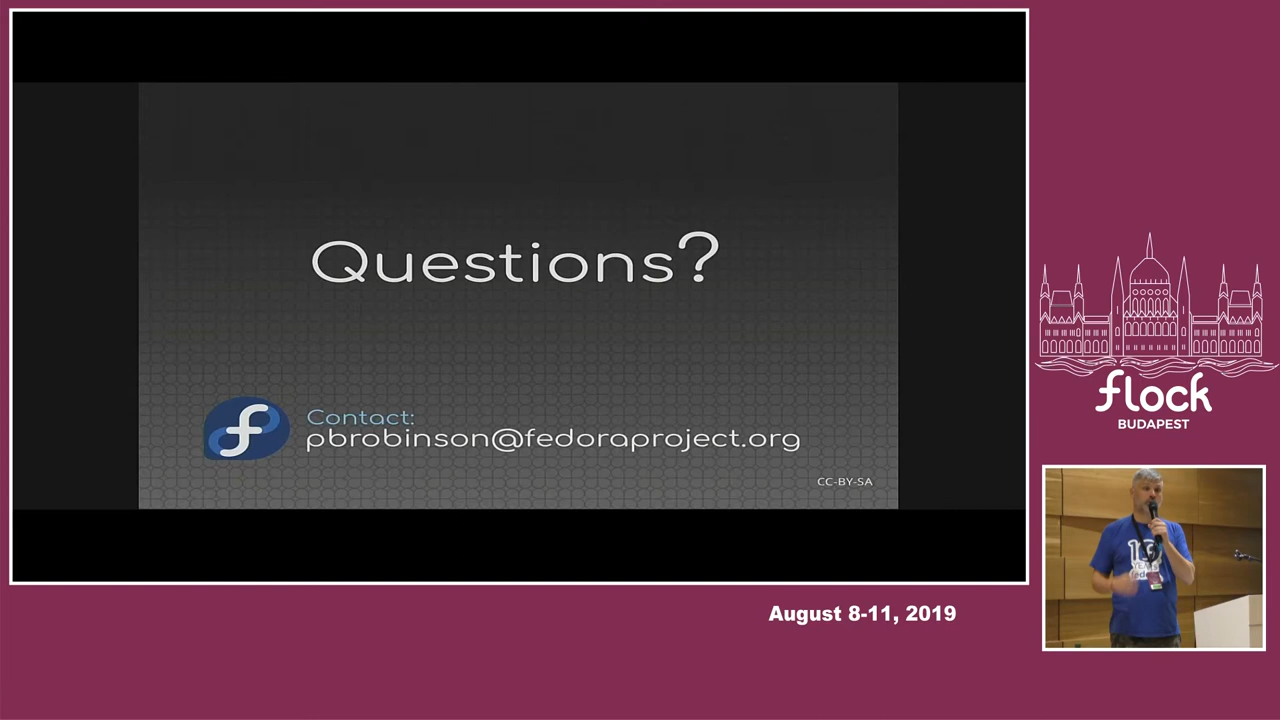 Questions?
Contact:
pbrobinson@fedoraproject.org
CC-BY-SA
flock
BUDAPEST
August 8-11, 2019